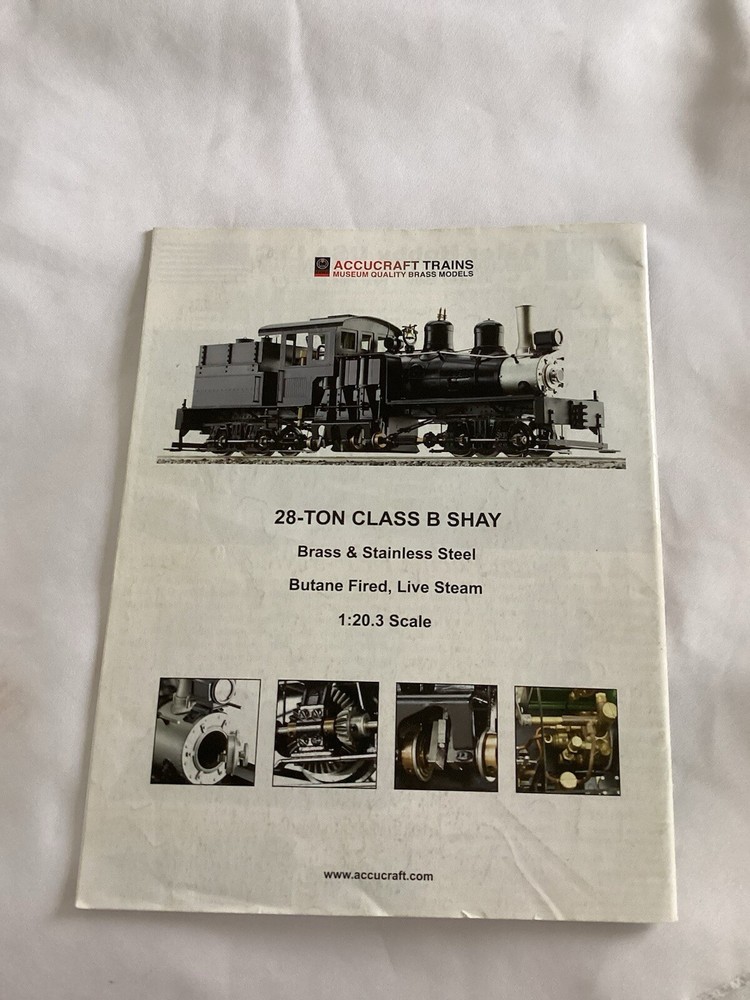 ACCUCRAFT TRAINS
MUSEUM QUALITY BRASS MODELS
28-TON CLASS B SHAY
Brass & Stainless Steel
Butane Fired, Live Steam
1:20.3 Scale
www.accucraft.com